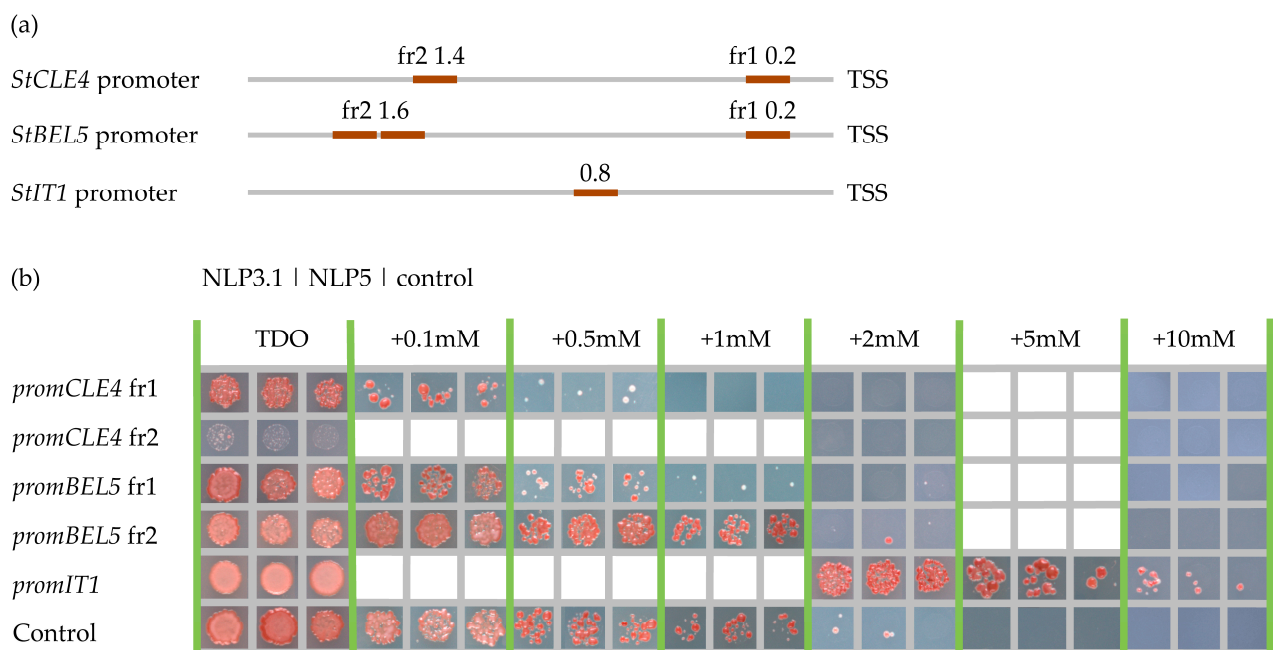 (a)
fr2 1.4 fr1 0.2
StCLE4 promoter TSS
fr2 1.6 fr1 0.2
StBEL5 promoter TSS
0.8
StIT1 promoter TSS
(b) NLP3.1 | NLP5 | control
TDO +0.1mM +0.5mM +1mM +2mM +5mM +10mM
promCLE4 fr1
promCLE4 fr2
promBEL5 fr1
promBEL5 fr2
promIT1
Control